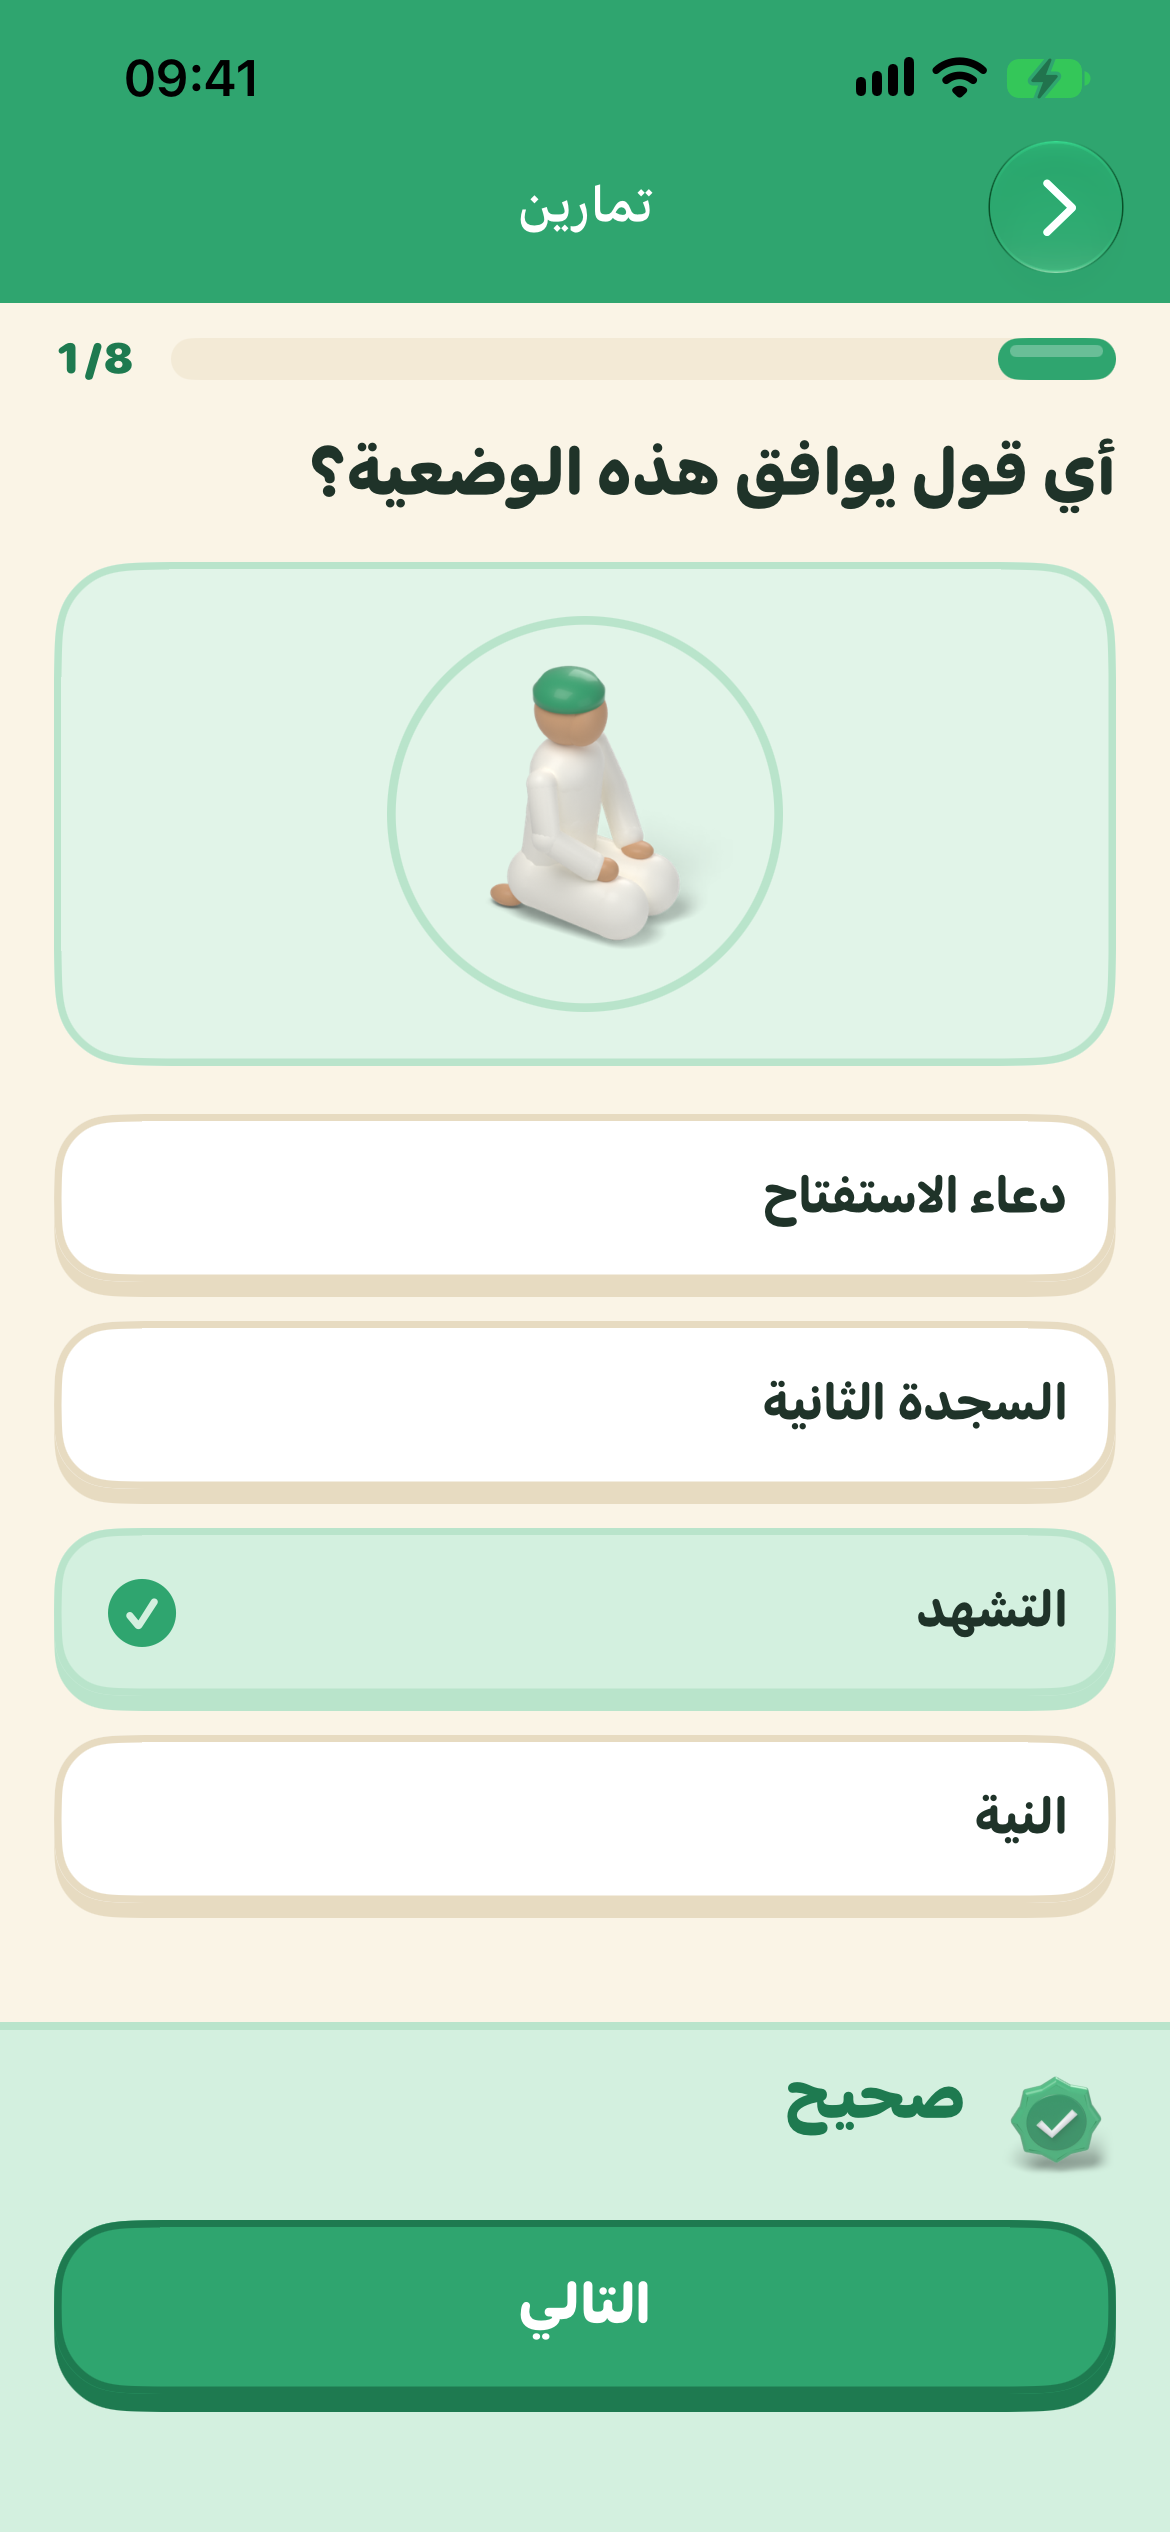 09:41
تمارين
1/8
أي قول يوافق هذه الوضعية؟
دعاء الاستفتاح
السجدة الثانية
التشهد
النية
صحيح
التالي